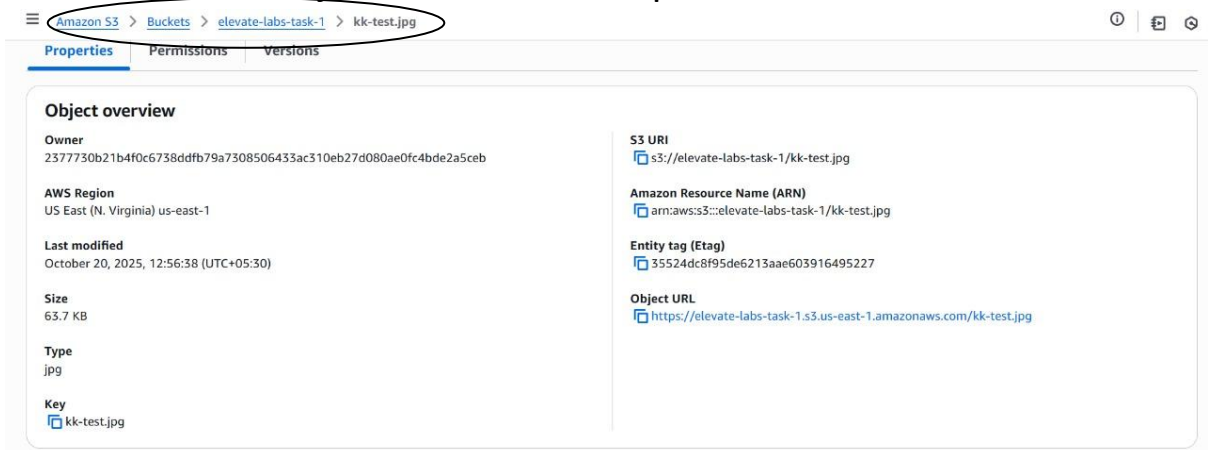 Amazon S3 > Buckets > elevate-labs-task-1 > kk-test.jpg
Properties Permissions Versions
Object overview
Owner
2377730b21b4f0c6738ddfb79a7308506433ac310eb27d080ae0fc4bde2a5ceb
AWS Region
US East (N. Virginia) us-east-1
Last modified
October 20, 2025, 12:56:38 (UTC+05:30)
Size
63.7 KB
Type
jpg
Key
kk-test.jpg
S3 URI
s3://elevate-labs-task-1/kk-test.jpg
Amazon Resource Name (ARN)
arn:aws:s3:::elevate-labs-task-1/kk-test.jpg
Entity tag (Etag)
35524dc8f95de6213aae603916495227
Object URL
https://elevate-labs-task-1.s3.us-east-1.amazonaws.com/kk-test.jpg